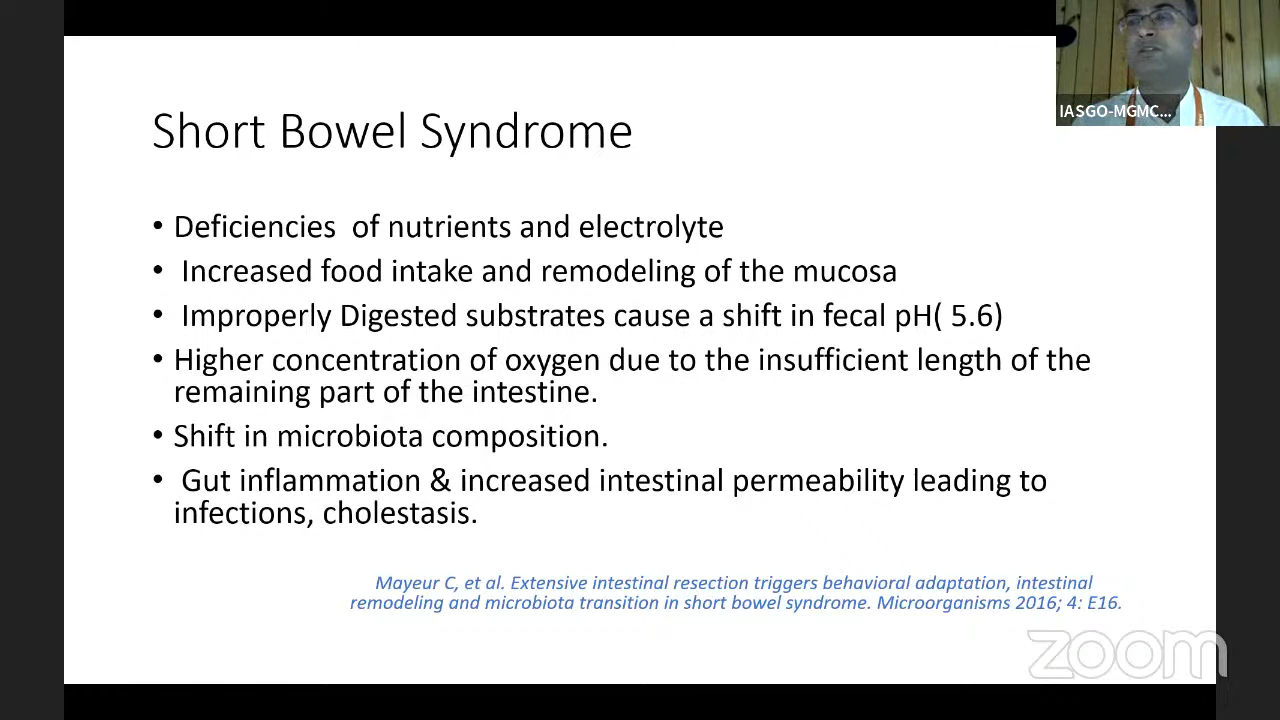 IASGO-MGMC...
Short Bowel Syndrome
• Deficiencies of nutrients and electrolyte
• Increased food intake and remodeling of the mucosa
• Improperly Digested substrates cause a shift in fecal pH( 5.6)
• Higher concentration of oxygen due to the insufficient length of the
remaining part of the intestine.
• Shift in microbiota composition.
• Gut inflammation & increased intestinal permeability leading to
infections, cholestasis.
Mayeur C, et al. Extensive intestinal resection triggers behavioral adaptation, intestinal
remodeling and microbiota transition in short bowel syndrome. Microorganisms 2016; 4: E16.
zoom